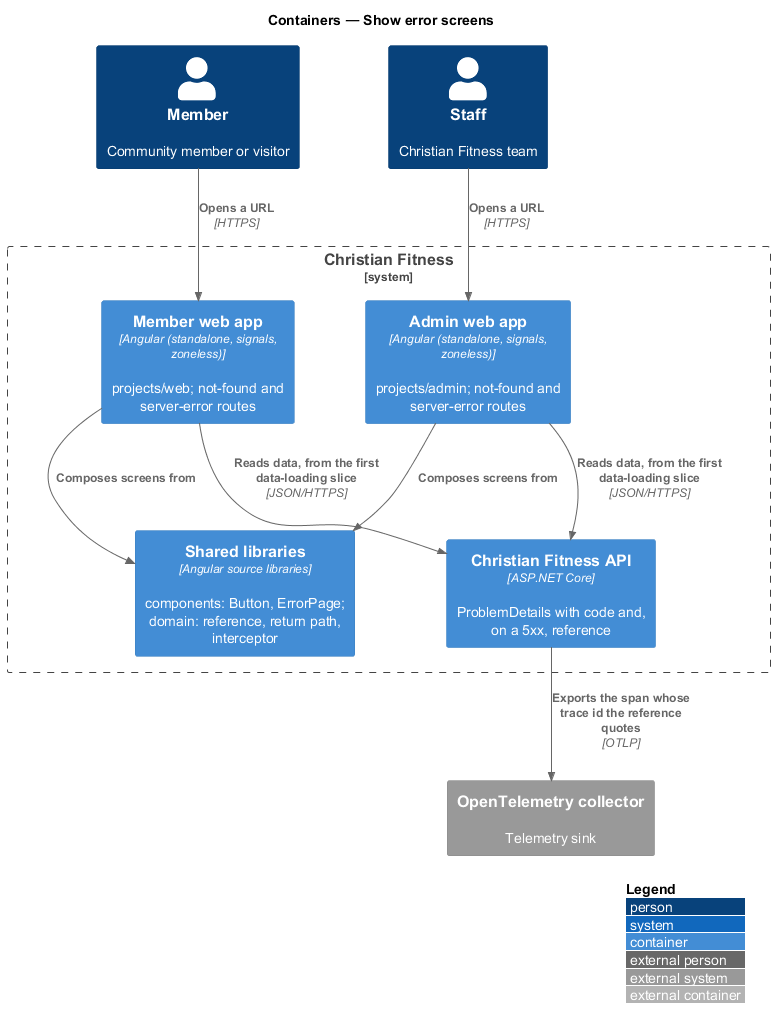 Containers — Show error screens
Member
Community member or visitor
Staff
Christian Fitness team
Opens a URL
[HTTPS]
Opens a URL
[HTTPS]
Christian Fitness
[system]
Member web app
[Angular (standalone, signals,
zoneless)]
projects/web; not-found and
server-error routes
Admin web app
[Angular (standalone, signals,
zoneless)]
projects/admin; not-found and
server-error routes
Composes screens from
Reads data, from the first
data-loading slice
[JSON/HTTPS]
Composes screens from
Reads data, from the first
data-loading slice
[JSON/HTTPS]
Shared libraries
[Angular source libraries]
components: Button, ErrorPage;
domain: reference, return path,
interceptor
Christian Fitness API
[ASP.NET Core]
ProblemDetails with code and,
on a 5xx, reference
Exports the span whose
trace id the reference
quotes
[OTLP]
OpenTelemetry collector
Telemetry sink
Legend
person
system
container
external person
external system
external container